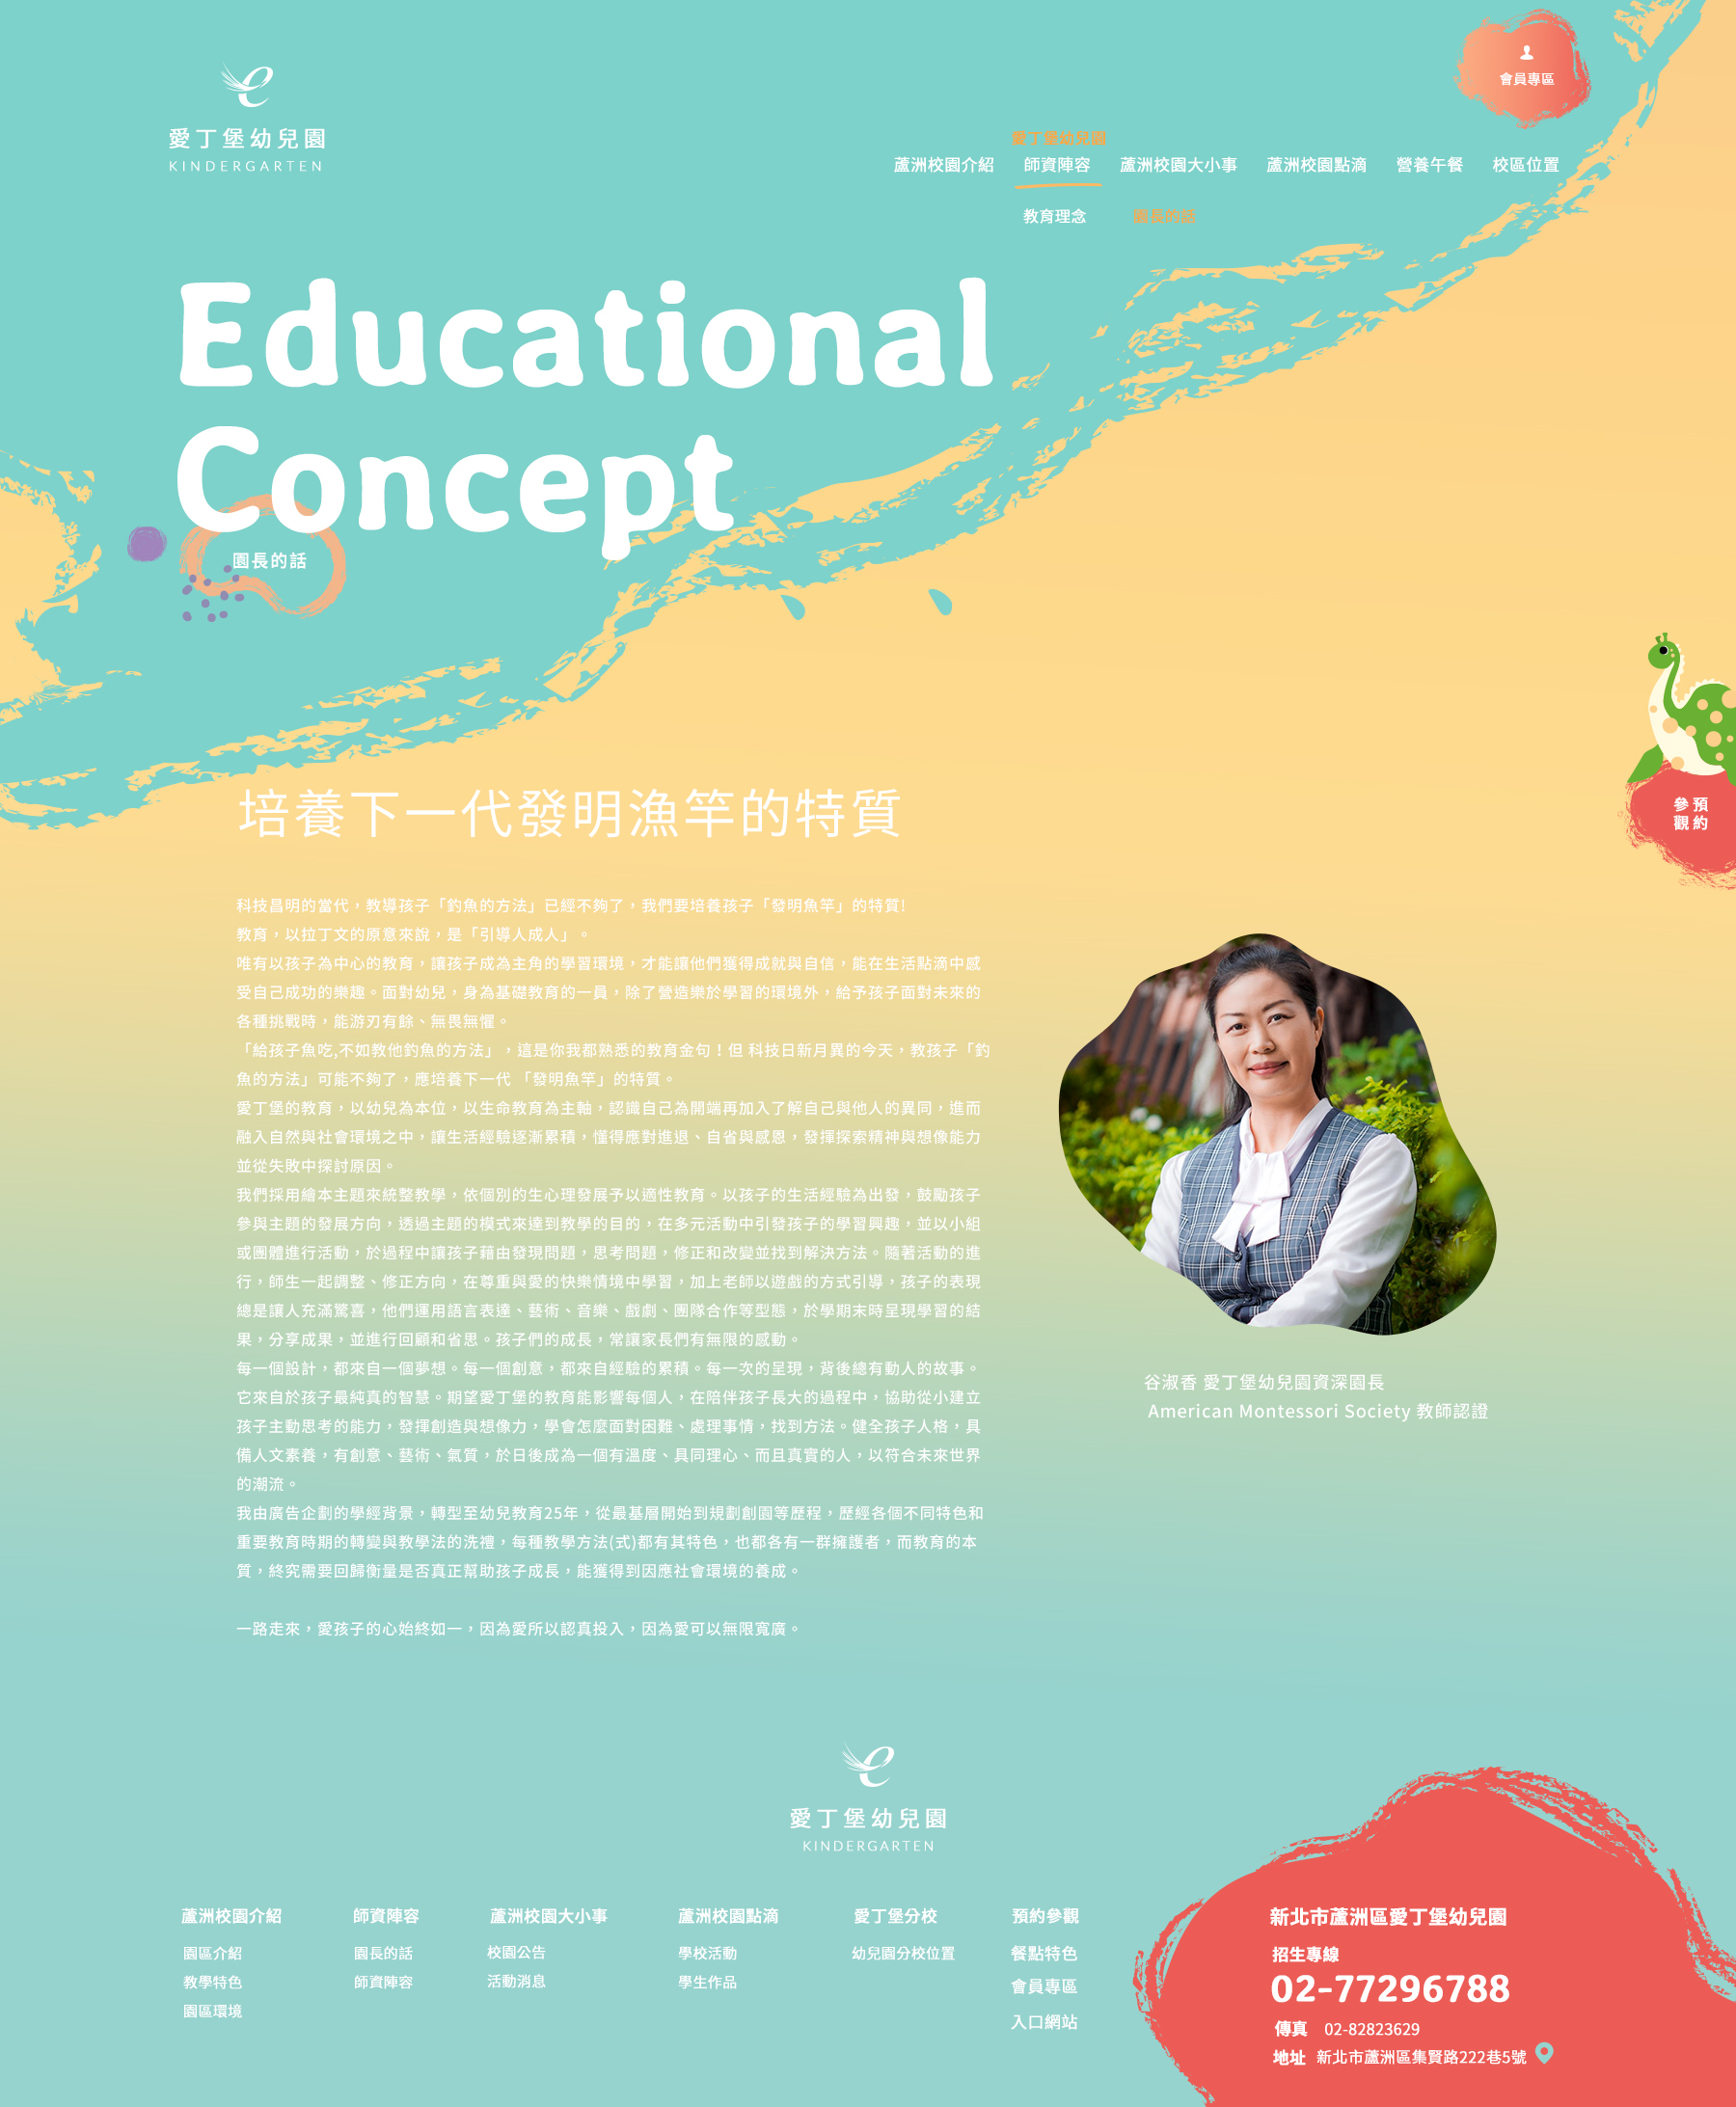 會員專區
愛丁堡幼兒園
KINDERGARTEN
愛丁堡幼兒園
蘆洲校園介紹 師資陣容 蘆洲校園大小事 蘆洲校園點滴 營養午餐 校區位置
教育理念 園長的話
Educational
Concept
園長的話
預約
參觀
培養下一代發明漁竿的特質
科技昌明的當代，教導孩子「釣魚的方法」已經不夠了，我們要培養孩子「發明魚竿」的特質!
教育，以拉丁文的原意來說，是「引導人成人」。
唯有以孩子為中心的教育，讓孩子成為主角的學習環境，才能讓他們獲得成就與自信，能在生活點滴中感
受自己成功的樂趣。面對幼兒，身為基礎教育的一員，除了營造樂於學習的環境外，給予孩子面對未來的
各種挑戰時，能游刃有餘、無畏無懼。
「給孩子魚吃,不如教他釣魚的方法」，這是你我都熟悉的教育金句！但 科技日新月異的今天，教孩子「釣
魚的方法」可能不夠了，應培養下一代 「發明魚竿」的特質。
愛丁堡的教育，以幼兒為本位，以生命教育為主軸，認識自己為開端再加入了解自己與他人的異同，進而
融入自然與社會環境之中，讓生活經驗逐漸累積，懂得應對進退、自省與感恩，發揮探索精神與想像能力
並從失敗中探討原因。
我們採用繪本主題來統整教學，依個別的生心理發展予以適性教育。以孩子的生活經驗為出發，鼓勵孩子
參與主題的發展方向，透過主題的模式來達到教學的目的，在多元活動中引發孩子的學習興趣，並以小組
或團體進行活動，於過程中讓孩子藉由發現問題，思考問題，修正和改變並找到解決方法。隨著活動的進
行，師生一起調整、修正方向，在尊重與愛的快樂情境中學習，加上老師以遊戲的方式引導，孩子的表現
總是讓人充滿驚喜，他們運用語言表達、藝術、音樂、戲劇、團隊合作等型態，於學期末時呈現學習的結
果，分享成果，並進行回顧和省思。孩子們的成長，常讓家長們有無限的感動。
每一個設計，都來自一個夢想。每一個創意，都來自經驗的累積。每一次的呈現，背後總有動人的故事。
它來自於孩子最純真的智慧。期望愛丁堡的教育能影響每個人，在陪伴孩子長大的過程中，協助從小建立
孩子主動思考的能力，發揮創造與想像力，學會怎麼面對困難、處理事情，找到方法。健全孩子人格，具
備人文素養，有創意、藝術、氣質，於日後成為一個有溫度、具同理心、而且真實的人，以符合未來世界
的潮流。
我由廣告企劃的學經背景，轉型至幼兒教育25年，從最基層開始到規劃創園等歷程，歷經各個不同特色和
重要教育時期的轉變與教學法的洗禮，每種教學方法(式)都有其特色，也都各有一群擁護者，而教育的本
質，終究需要回歸衡量是否真正幫助孩子成長，能獲得到因應社會環境的養成。
一路走來，愛孩子的心始終如一，因為愛所以認真投入，因為愛可以無限寬廣。
谷淑香 愛丁堡幼兒園資深園長
American Montessori Society 教師認證
愛丁堡幼兒園
KINDERGARTEN
蘆洲校園介紹 師資陣容 蘆洲校園大小事 蘆洲校園點滴 愛丁堡分校 預約參觀
園區介紹 園長的話 校園公告 學校活動 幼兒園分校位置 餐點特色
教學特色 師資陣容 活動消息 學生作品 會員專區
園區環境 入口網站
新北市蘆洲區愛丁堡幼兒園
招生專線
02-77296788
傳真 02-82823629
地址 新北市蘆洲區集賢路222巷5號